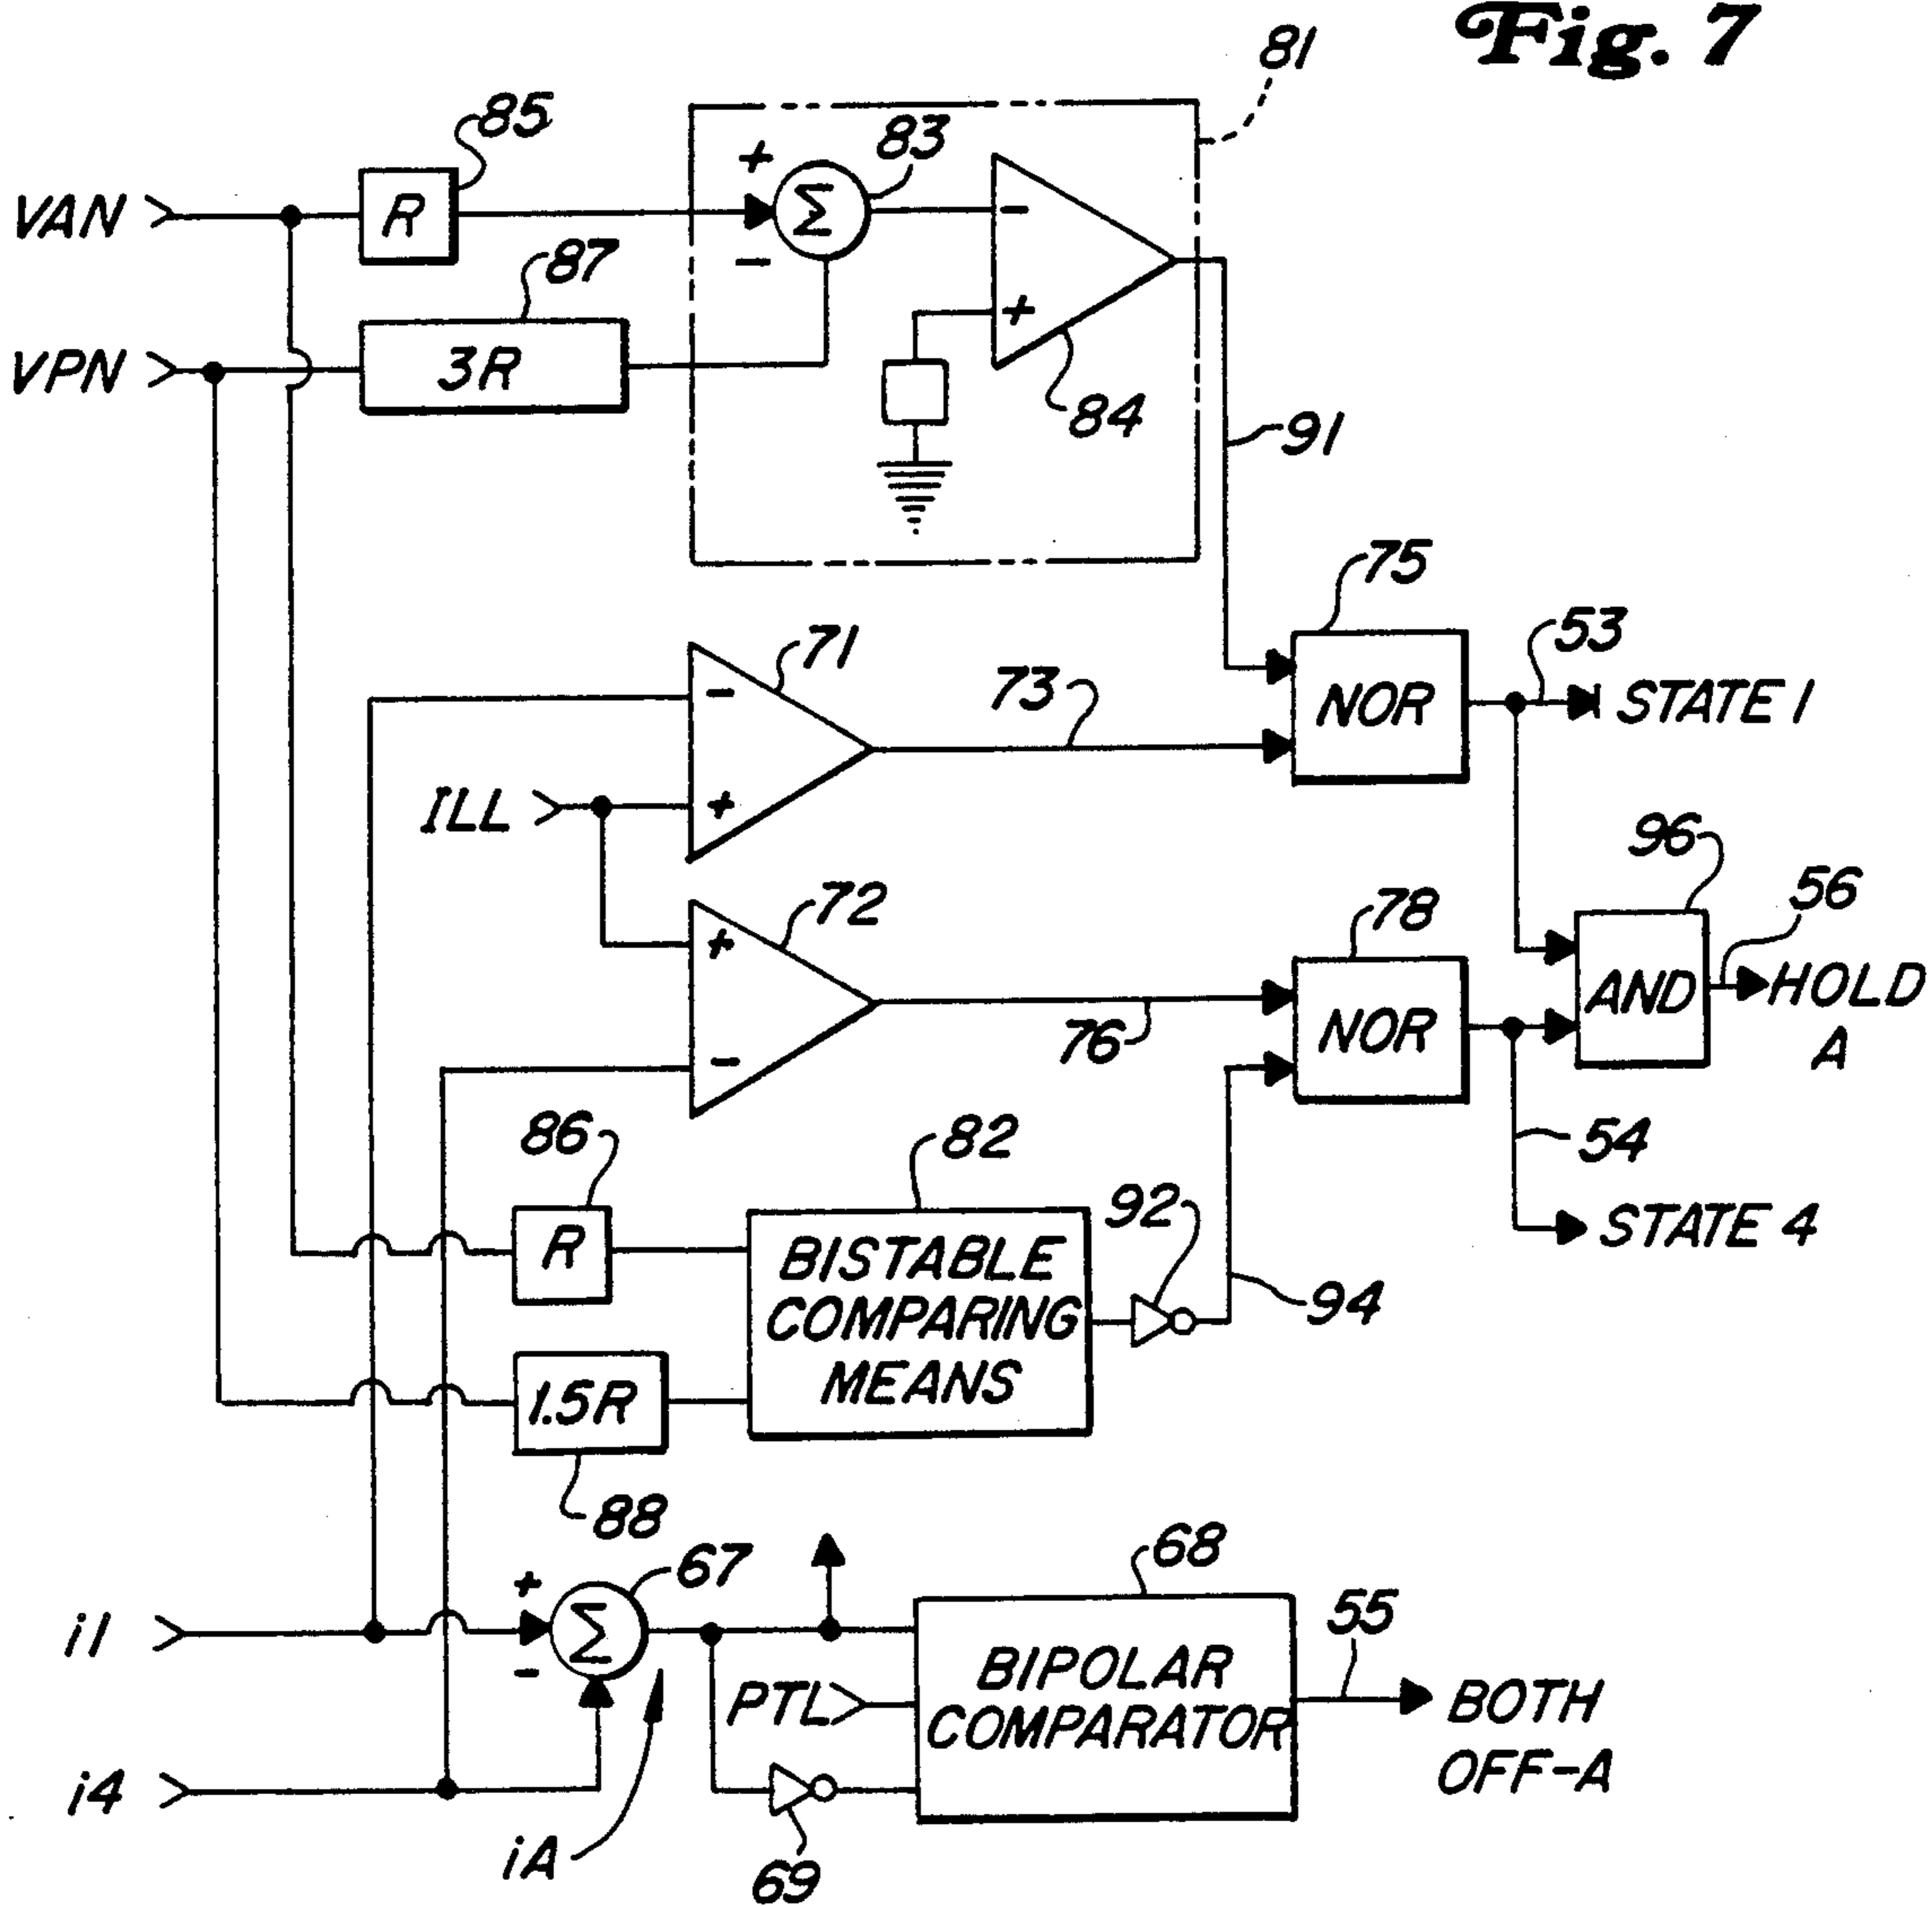 Fig. 7
81
85
+
83
VAN
R
Σ
−
−
87
VPN
3R
+
84
91
75
71
53
−
73
NOR
STATE 1
ILL
+
96
72
78
56
+
AND
HOLD
A
76
NOR
−
86
82
92
54
R
BISTABLE
COMPARING
MEANS
STATE 4
94
1.5R
88
67
68
+
55
i1
Σ
−
BIPOLAR
COMPARATOR
PTL
BOTH
OFF-A
i4
iA
69